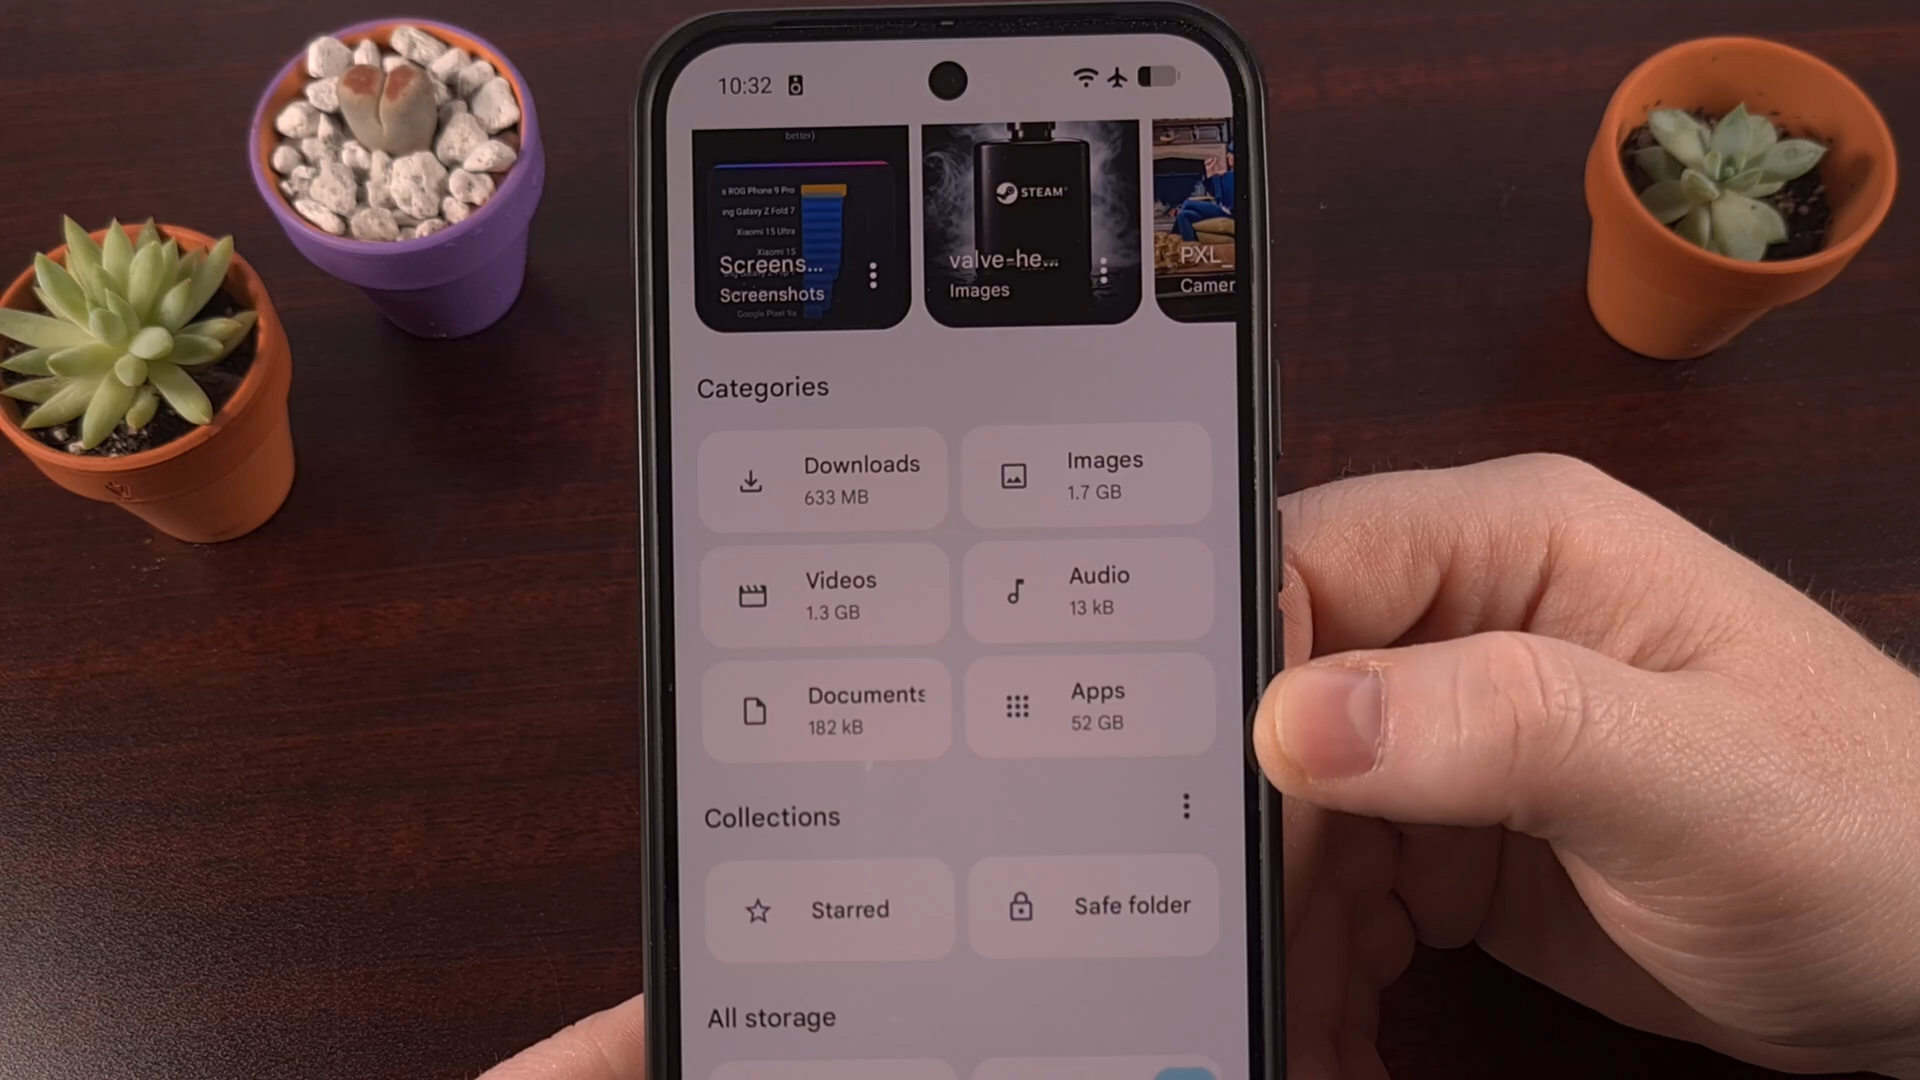 10:32
better)
s ROG Phone 9 Pro
ing Galaxy Z Fold 7
Xiaomi 15 Ultra
Xiaomi 15
Screens...
Screenshots
Google Pixel 9a
STEAM
valve-he...
Images
PXL_
Camer
Categories
Downloads
633 MB
Images
1.7 GB
Videos
1.3 GB
Audio
13 kB
Documents
182 kB
Apps
52 GB
Collections
Starred
Safe folder
All storage